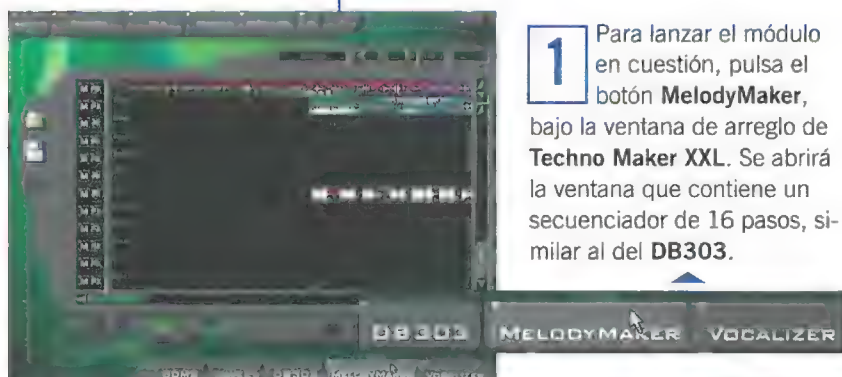 1
Para lanzar el módulo
en cuestión, pulsa el
botón MelodyMaker,
bajo la ventana de arreglo de
Techno Maker XXL. Se abrirá
la ventana que contiene un
secuenciador de 16 pasos, si-
milar al del DB303.
DB303 MELODYMAKER VOCALIZER